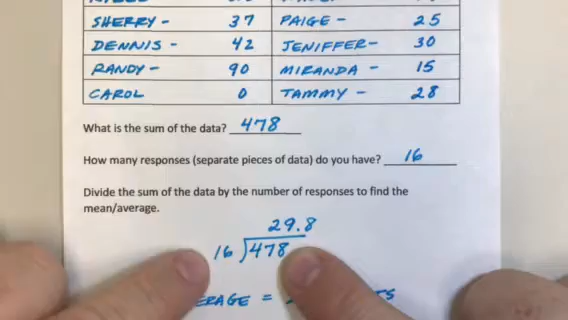 SHERRY - 37 PAIGE - 25
DENNIS - 42 JENIFFER - 30
RANDY - 90 MIRANDA - 15
CAROL 0 TAMMY - 28
What is the sum of the data? 478
How many responses (separate pieces of data) do you have? 16
Divide the sum of the data by the number of responses to find the
mean/average.
29.8
16 478
=